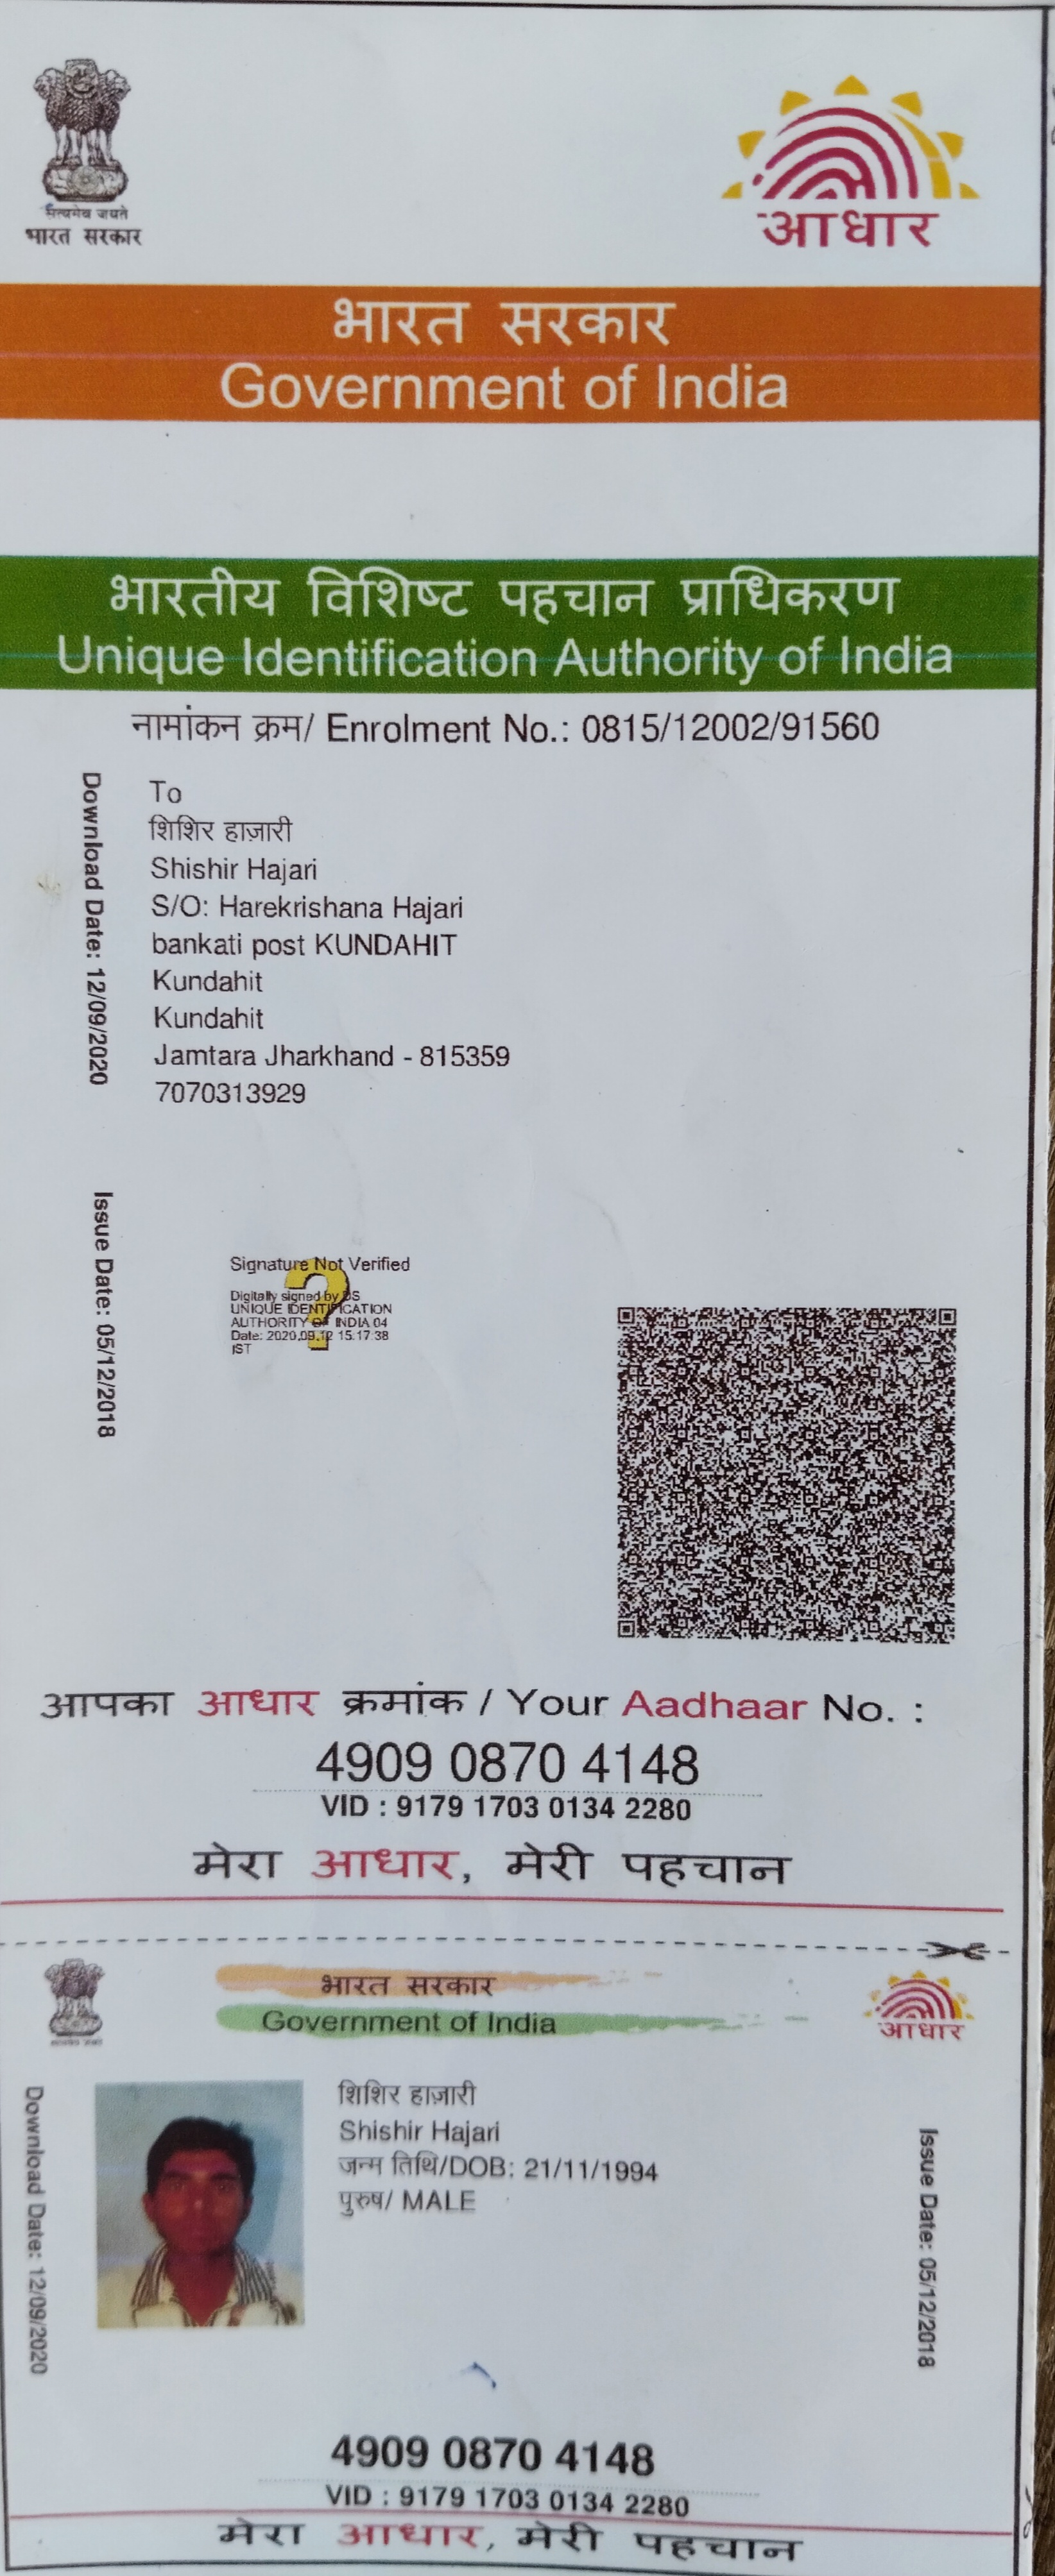 सत्यमेव जयते
भारत सरकार
आधार
भारत सरकार
Government of India
भारतीय विशिष्ट पहचान प्राधिकरण
Unique Identification Authority of India
नामांकन क्रम/ Enrolment No.: 0815/12002/91560
Download Date: 12/09/2020
To
शिशिर हाज़ारी
Shishir Hajari
S/O: Harekrishana Hajari
bankati post KUNDAHIT
Kundahit
Kundahit
Jamtara Jharkhand - 815359
7070313929
Issue Date: 05/12/2018
Signature Not Verified
Digitally signed by DS
UNIQUE IDENTIFICATION
AUTHORITY OF INDIA 04
Date: 2020.09.12 15:17:38
IST
आपका आधार क्रमांक / Your Aadhaar No. :
4909 0870 4148
VID : 9179 1703 0134 2280
मेरा आधार, मेरी पहचान
भारत सरकार
Government of India
आधार
Download Date: 12/09/2020
शिशिर हाज़ारी
Shishir Hajari
जन्म तिथि/DOB: 21/11/1994
पुरुष/ MALE
Issue Date: 05/12/2018
4909 0870 4148
VID : 9179 1703 0134 2280
मेरा आधार, मेरी पहचान